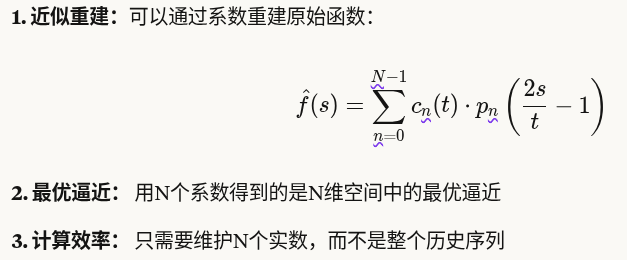 1. 近似重建：可以通过系数重建原始函数：
$\hat{f}(s) = \sum_{n=0}^{N-1} c_n(t) \cdot p_n \left( \frac{2s}{t} - 1 \right)$
2. 最优逼近： 用N个系数得到的是N维空间中的最优逼近
3. 计算效率： 只需要维护N个实数，而不是整个历史序列